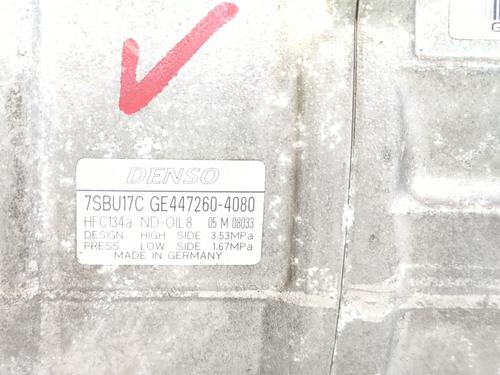 DENSO
7SBU17C GE447260-4080
HFC134a ND-OIL8 05 M 08033
DESIGN HIGH SIDE 3.53MPa
PRESS LOW SIDE 1.67MPa
MADE IN GERMANY